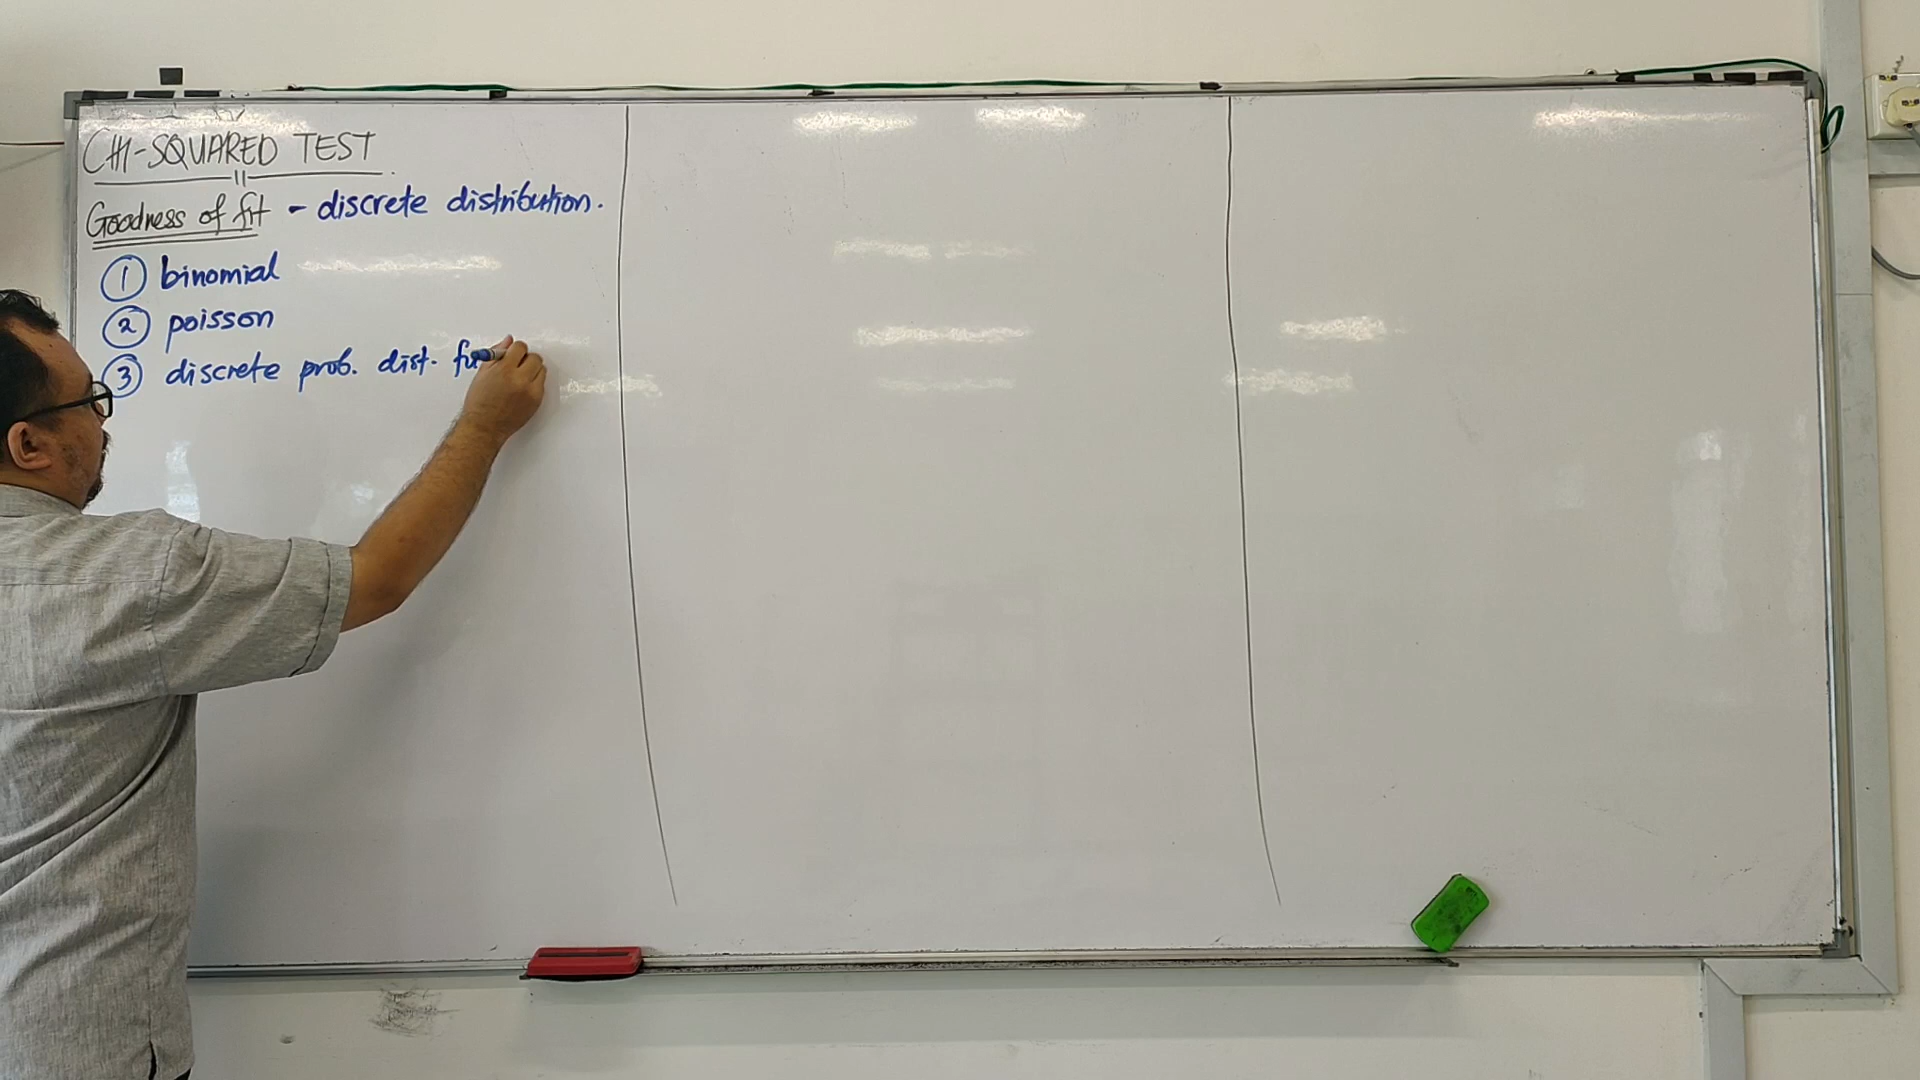 CHI-SQUARED TEST
Goodness of fit - discrete distribution.
① binomial
② poisson
③ discrete prob. dist.